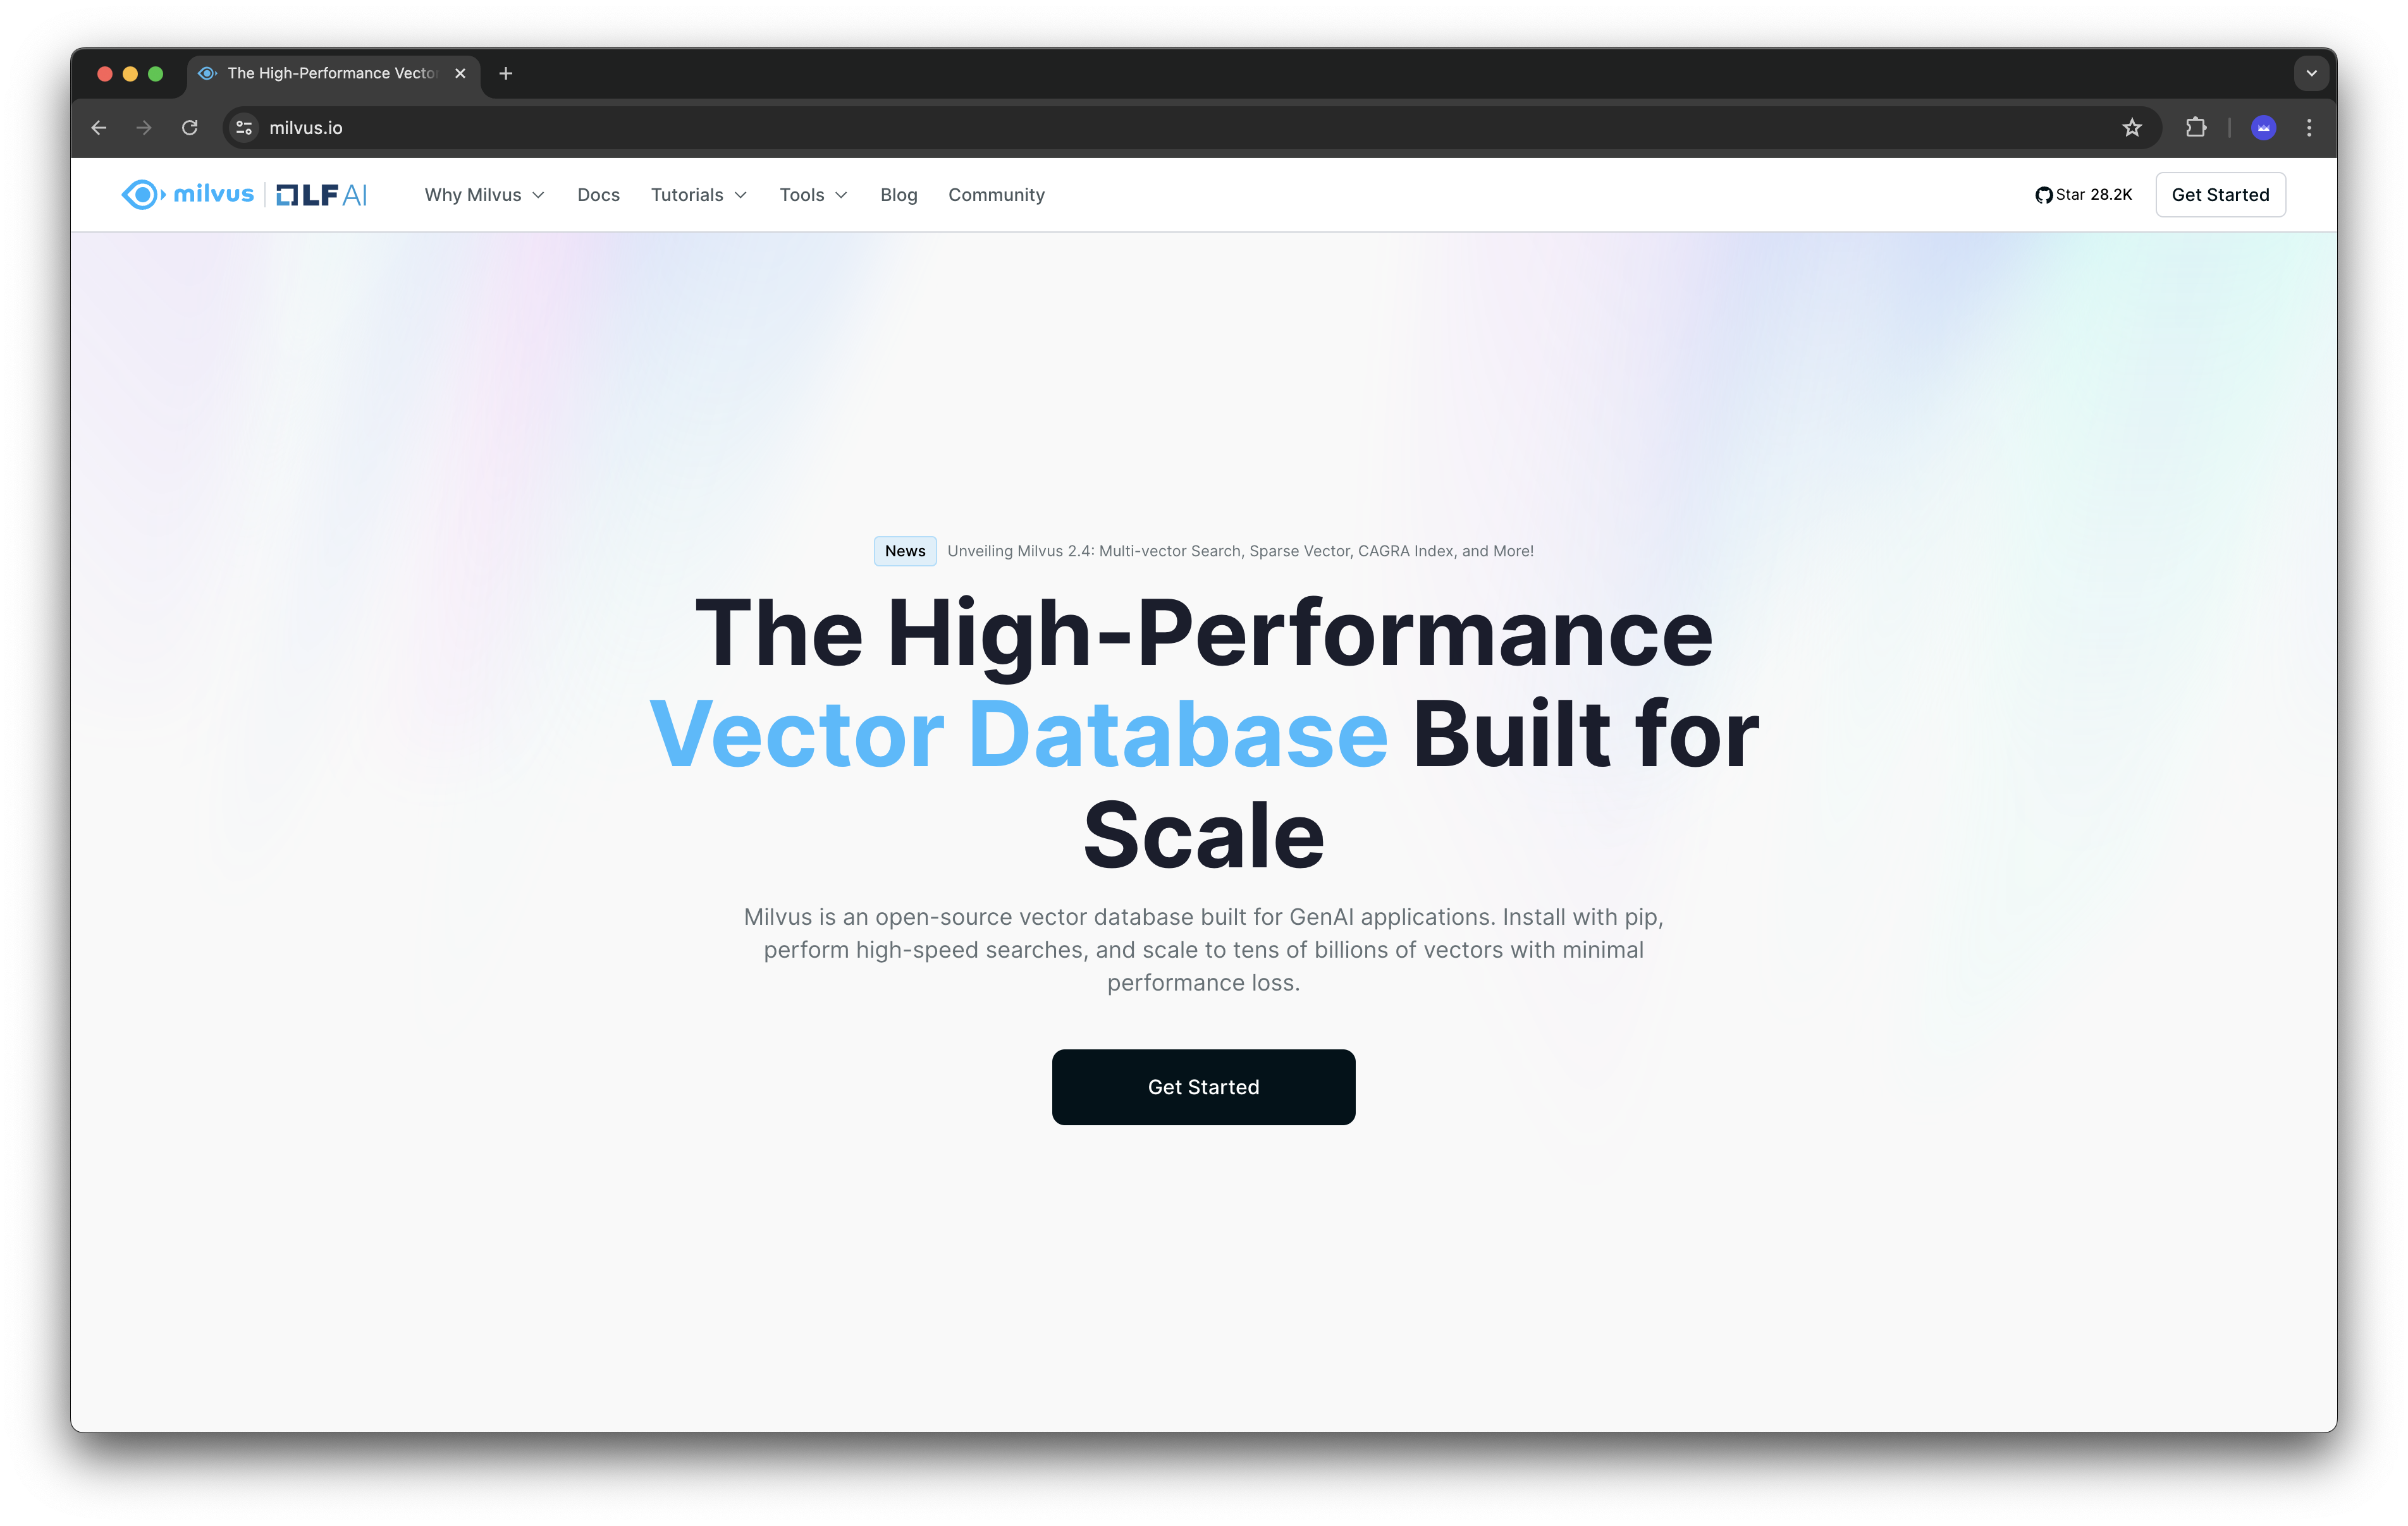 The High-Performance Vecto
milvus.io
milvus | LF AI
Why Milvus
Docs
Tutorials
Tools
Blog
Community
Star 28.2K
Get Started
News
Unveiling Milvus 2.4: Multi-vector Search, Sparse Vector, CAGRA Index, and More!
The High-Performance
Vector Database Built for
Scale
Milvus is an open-source vector database built for GenAI applications. Install with pip,
perform high-speed searches, and scale to tens of billions of vectors with minimal
performance loss.
Get Started